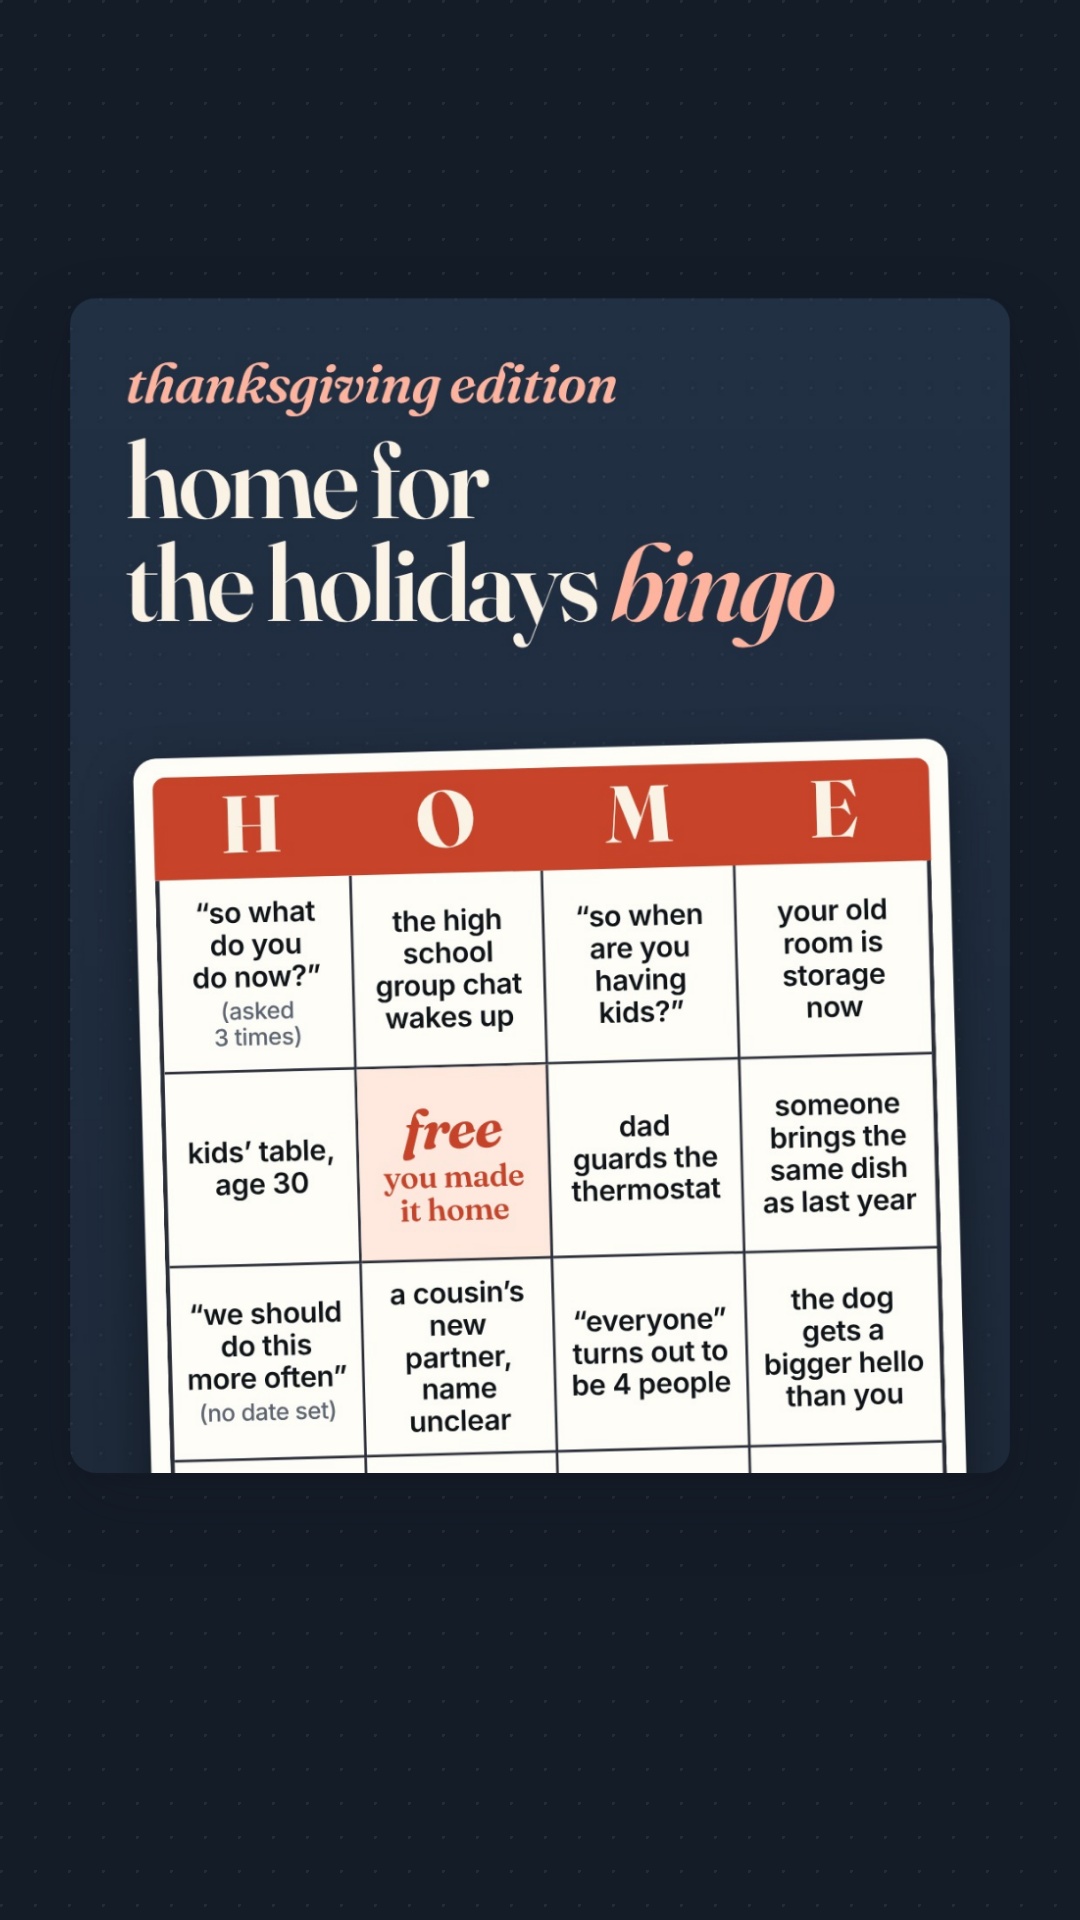 thanksgiving edition
home for
the holidays bingo
H O M E
“so what
do you
do now?”
(asked
3 times)
the high
school
group chat
wakes up
“so when
are you
having
kids?”
your old
room is
storage
now
kids’ table,
age 30
free
you made
it home
dad
guards the
thermostat
someone
brings the
same dish
as last year
“we should
do this
more often”
(no date set)
a cousin’s
new
partner,
name
unclear
“everyone”
turns out to
be 4 people
the dog
gets a
bigger hello
than you